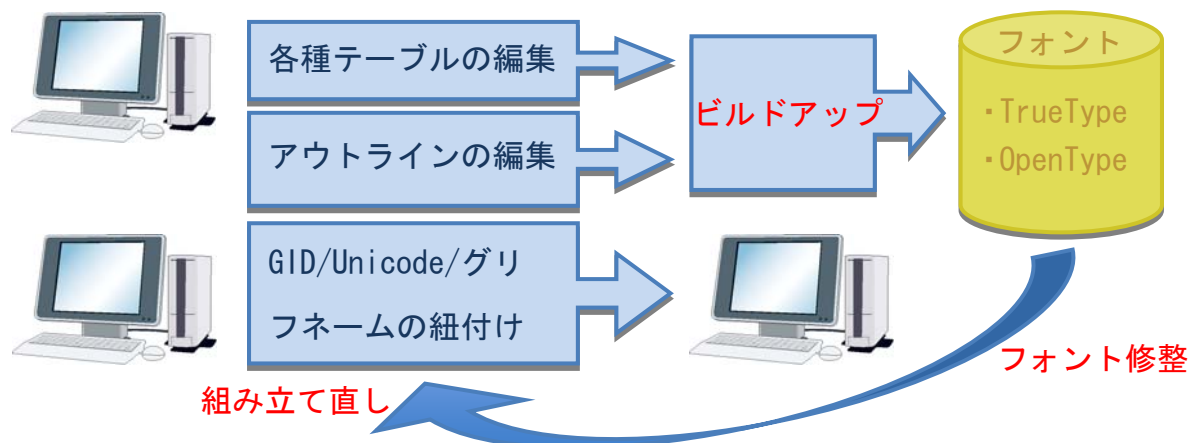 各種テーブルの編集
アウトラインの編集
GID/Unicode/グリ
フネームの紐付け
ビルドアップ
フォント
・TrueType
・OpenType
フォント修整
組み立て直し